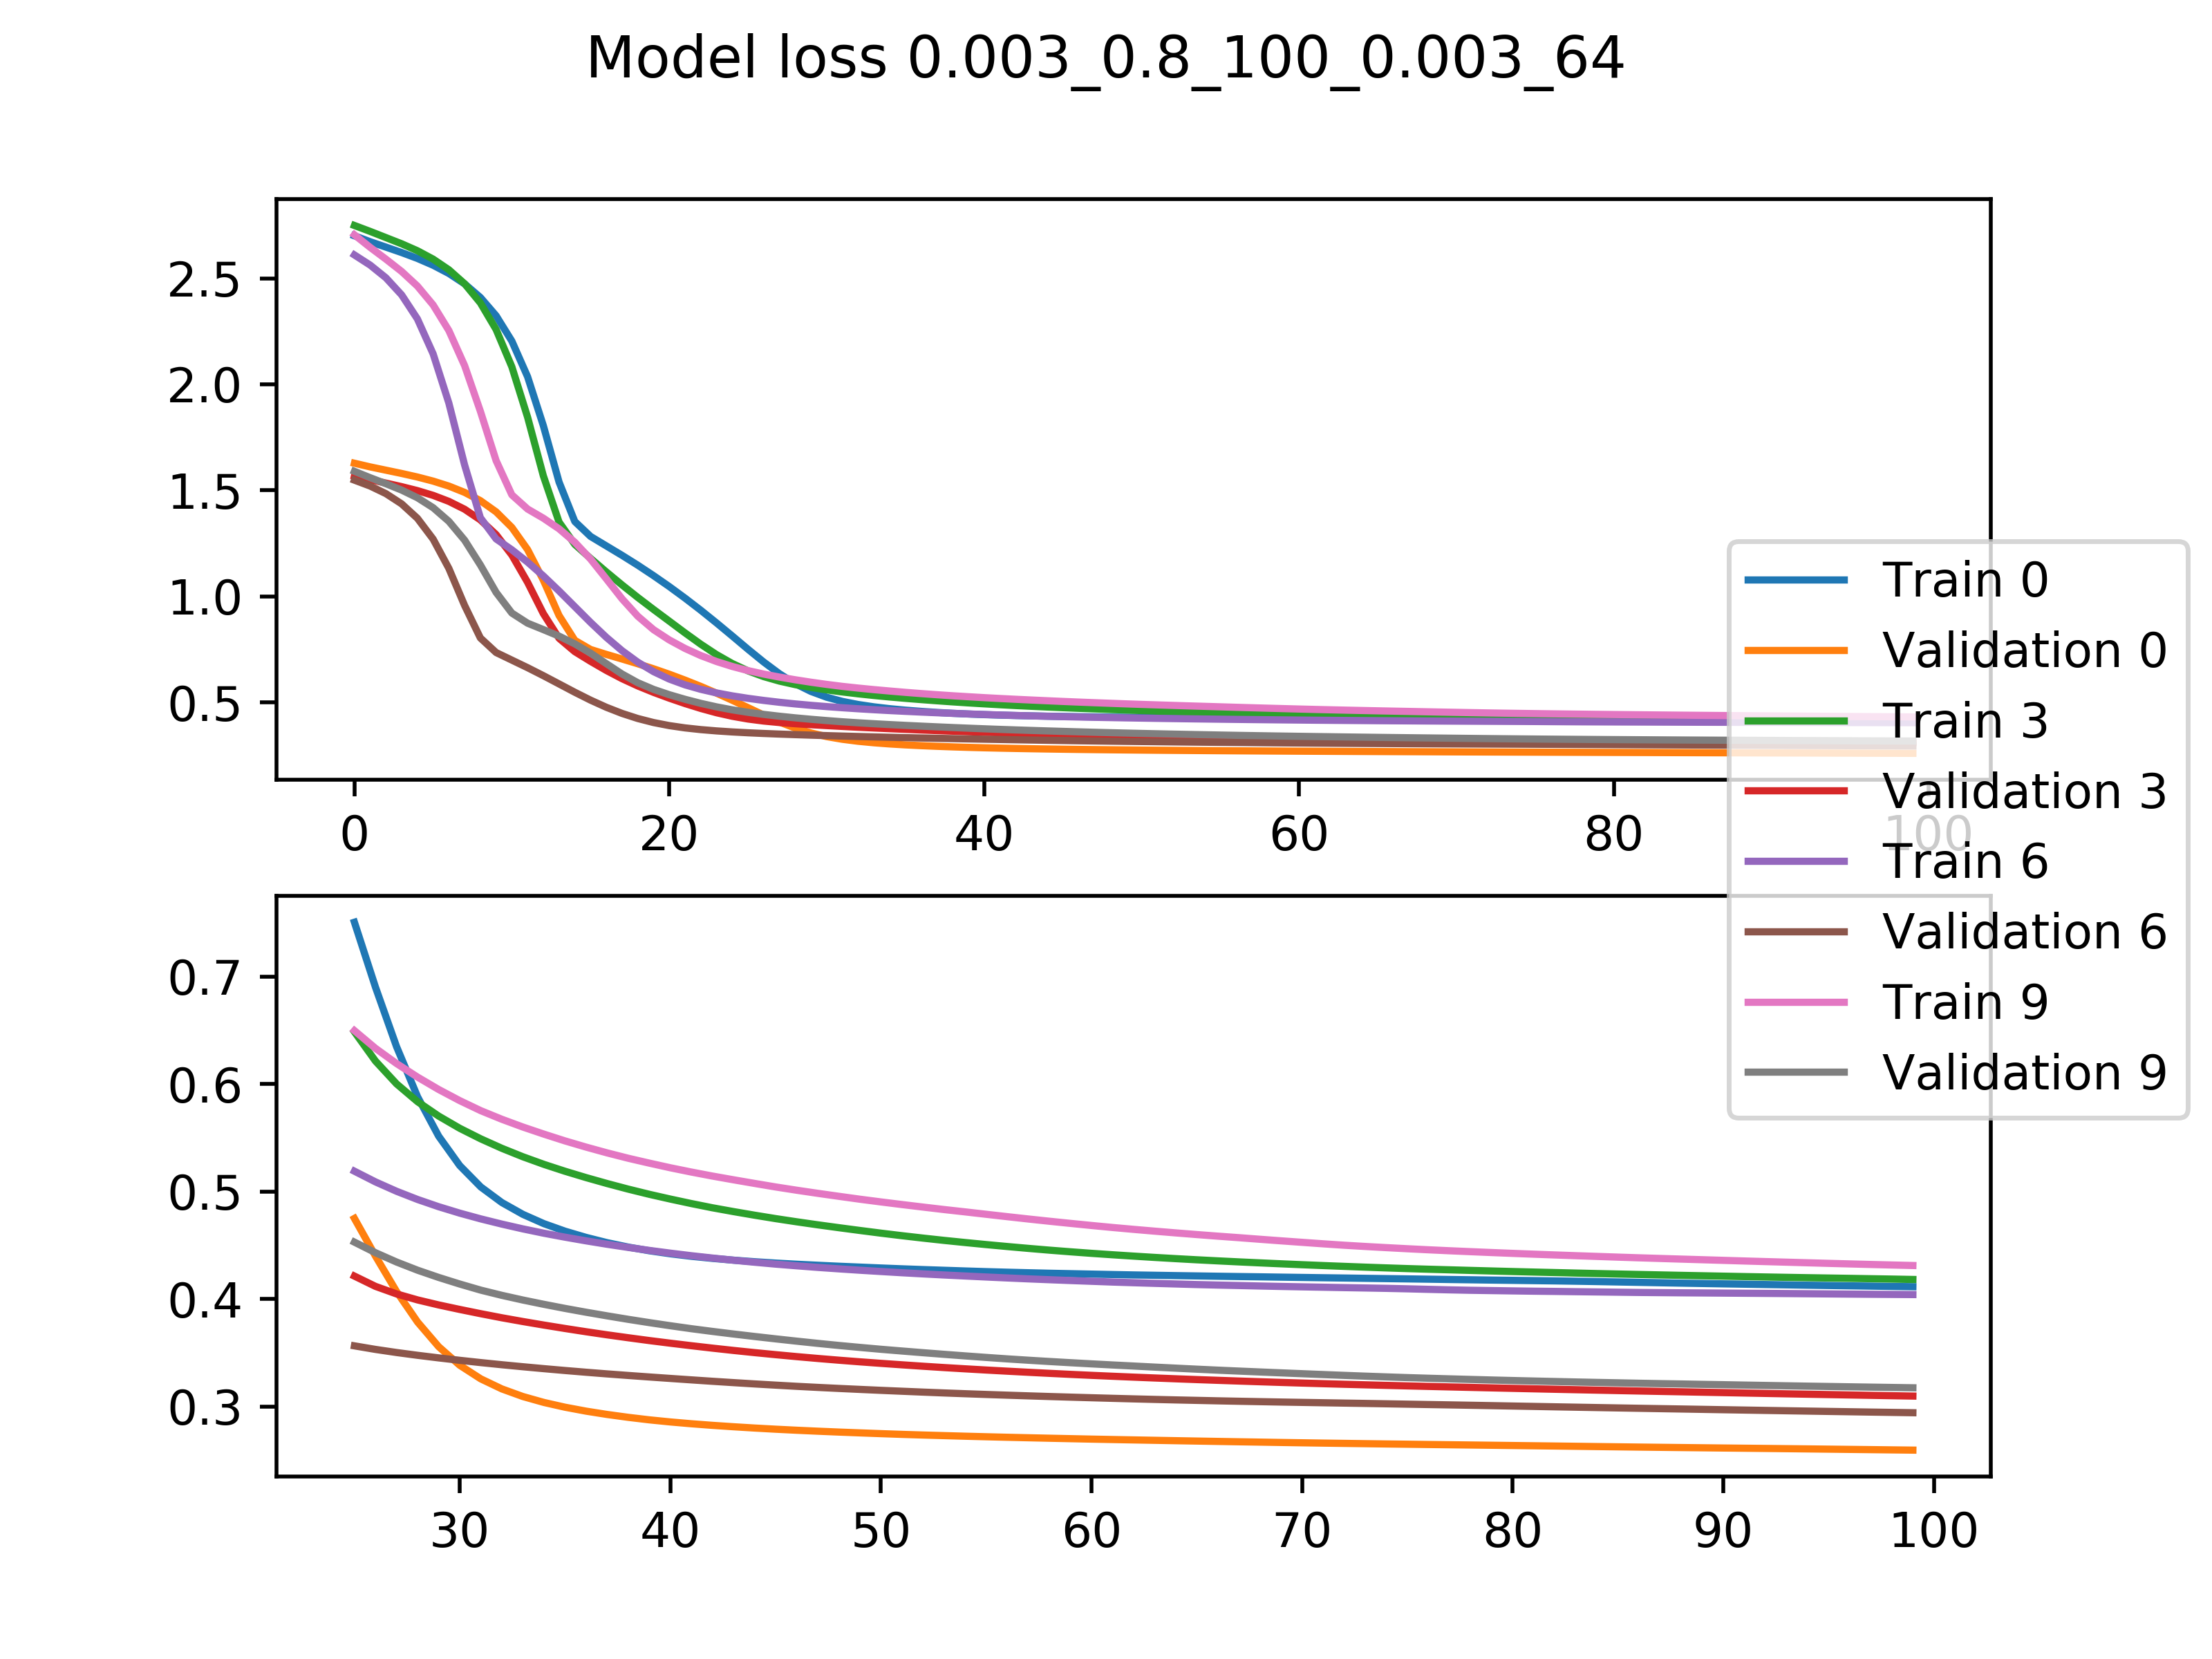 Model loss 0.003_0.8_100_0.003_64
2.5
2.0
1.5
1.0
0.5
0 20 40 60 80 100
Train 0
Validation 0
Train 3
Validation 3
Train 6
Validation 6
Train 9
Validation 9
0.7
0.6
0.5
0.4
0.3
30 40 50 60 70 80 90 100